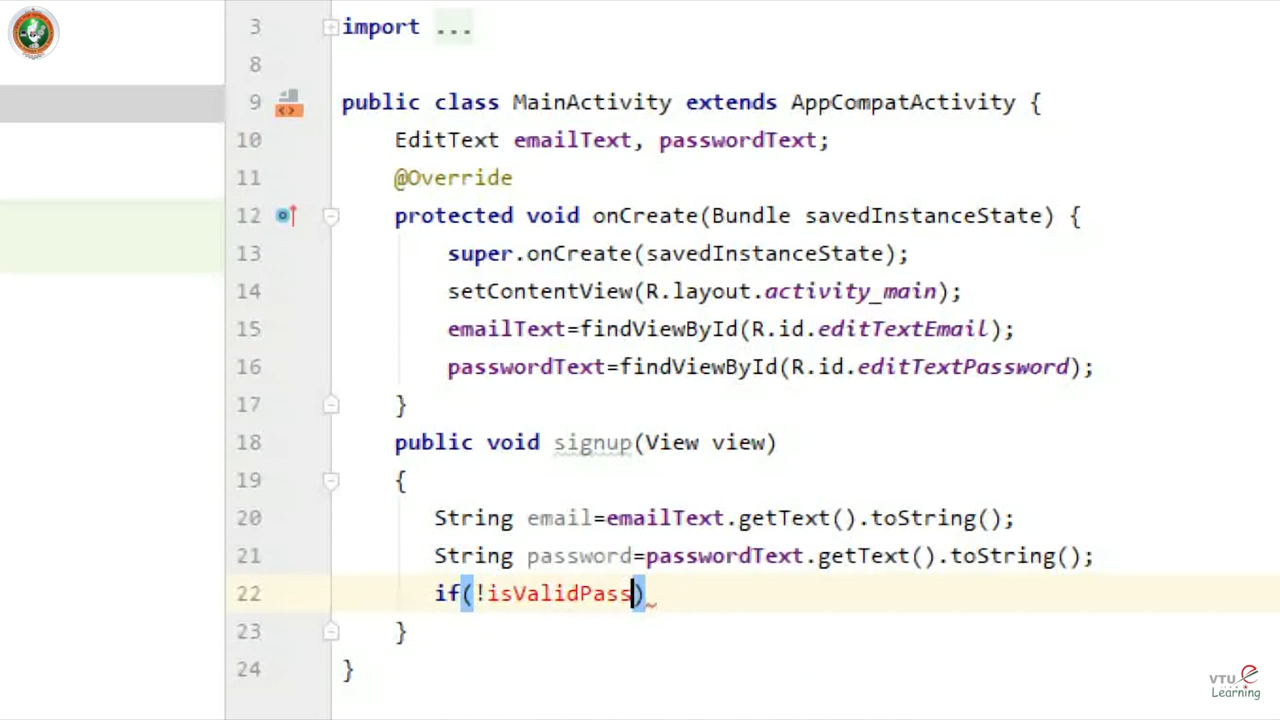 3 import ...
8
9 public class MainActivity extends AppCompatActivity {
10 EditText emailText, passwordText;
11 @Override
12 protected void onCreate(Bundle savedInstanceState) {
13 super.onCreate(savedInstanceState);
14 setContentView(R.layout.activity_main);
15 emailText=findViewById(R.id.editTextEmail);
16 passwordText=findViewById(R.id.editTextPassword);
17 }
18 public void signup(View view)
19 {
20 String email=emailText.getText().toString();
21 String password=passwordText.getText().toString();
22 if(!isValidPass)
23 }
24 }
VTU e
Learning